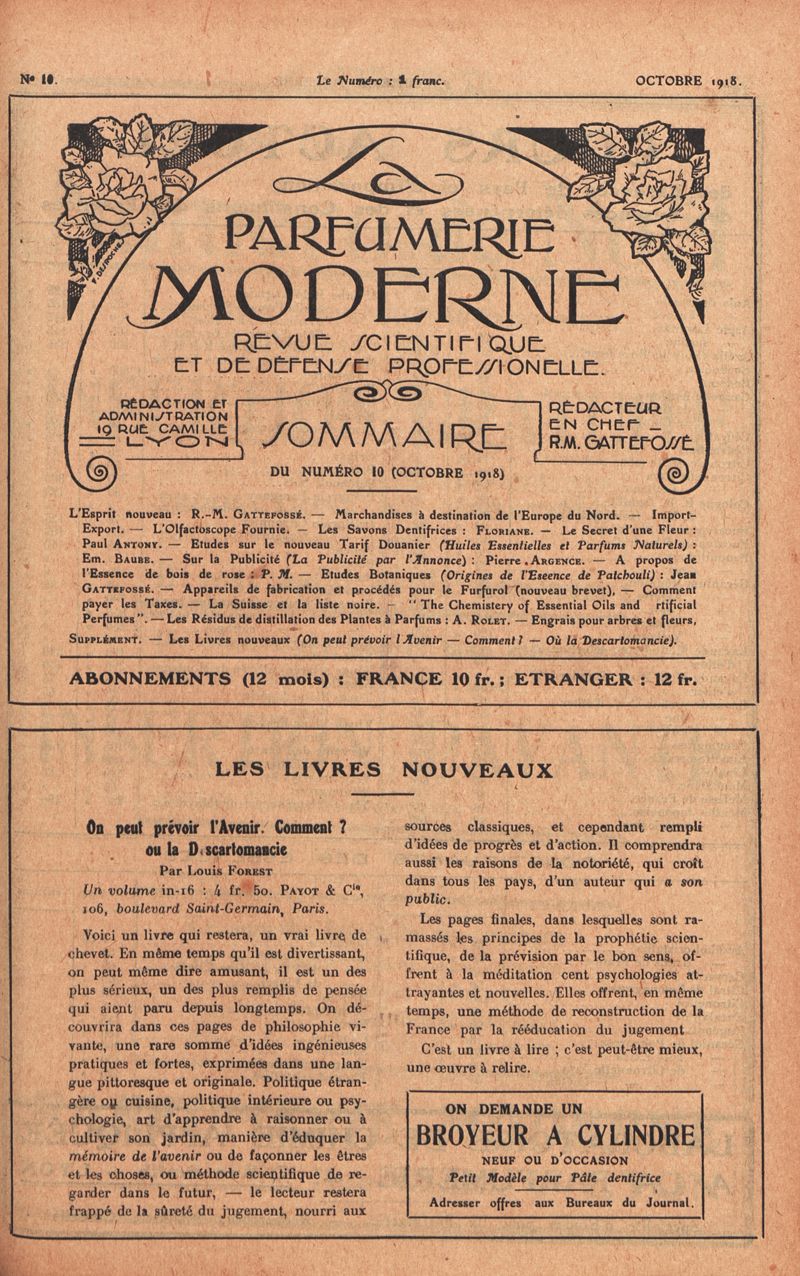 N° 10.
Le Numéro : 1 franc.
OCTOBRE 1918.
La
PARFUMERIE
MODERNE
REVUE SCIENTIFIQUE
ET DE DÉFENSE PROFESSIONELLE.
RÉDACTION ET
ADMINISTRATION
19 RUE CAMILLE
LYON
SOMMAIRE
RÉDACTEUR
EN CHEF
R.M. GATTEFOSSÉ
DU NUMÉRO 10 (OCTOBRE 1918)
L'Esprit nouveau : R.-M. GATTEFOSSÉ. — Marchandises à destination de l'Europe du Nord. — Import-
Export. — L'Olfactoscope Fournie. — Les Savons Dentifrices : FLORIANE. — Le Secret d'une Fleur :
Paul ANTONY. — Etudes sur le nouveau Tarif Douanier (Huiles Essentielles et Parfums Naturels) :
Em. BAUBE. — Sur la Publicité (La Publicité par l'Annonce) : Pierre ARGENCE. — A propos de
l'Essence de bois de rose : P. M. — Etudes Botaniques (Origines de l'Eseence de Patchouli) : Jean
GATTEFOSSÉ. — Appareils de fabrication et procédés pour le Furfurol (nouveau brevet), — Comment
payer les Taxes. — La Suisse et la liste noire. — "The Chemistery of Essential Oils and rtificial
Perfumes". — Les Résidus de distillation des Plantes à Parfums : A. ROLET. — Engrais pour arbres et fleurs,
SUPPLÉMENT. — Les Livres nouveaux (On peut prévoir l'Avenir — Comment ? — Où la Descartomancie).
ABONNEMENTS (12 mois) : FRANCE 10 fr. ; ETRANGER : 12 fr.
LES LIVRES NOUVEAUX
On peut prévoir l'Avenir. Comment ?
ou la Descartomancie
Par Louis FOREST
Un volume in-16 : 4 fr. 50. PAYOT & Cie,
106, boulevard Saint-Germain, Paris.
Voici un livre qui restera, un vrai livre de
chevet. En même temps qu'il est divertissant,
on peut même dire amusant, il est un des
plus sérieux, un des plus remplis de pensée
qui aient paru depuis longtemps. On dé-
couvrira dans ces pages de philosophie vi-
vante, une rare somme d'idées ingénieuses
pratiques et fortes, exprimées dans une lan-
gue pittoresque et originale. Politique étran-
gère ou cuisine, politique intérieure ou psy-
chologie, art d'apprendre à raisonner ou à
cultiver son jardin, manière d'éduquer la
mémoire de l'avenir ou de façonner les êtres
et les choses, ou méthode scientifique de re-
garder dans le futur, — le lecteur restera
frappé de la sûreté du jugement, nourri aux
sources classiques, et cependant rempli
d'idées de progrès et d'action. Il comprendra
aussi les raisons de la notoriété, qui croît
dans tous les pays, d'un auteur qui a son
public.
Les pages finales, dans lesquelles sont ra-
massés les principes de la prophétie scien-
tifique, de la prévision par le bon sens, of-
frent à la méditation cent psychologies at-
trayantes et nouvelles. Elles offrent, en même
temps, une méthode de reconstruction de la
France par la rééducation du jugement
C'est un livre à lire ; c'est peut-être mieux,
une œuvre à relire.
ON DEMANDE UN
BROYEUR A CYLINDRE
NEUF OU D'OCCASION
Petit Modèle pour Pâte dentifrice
Adresser offres aux Bureaux du Journal.